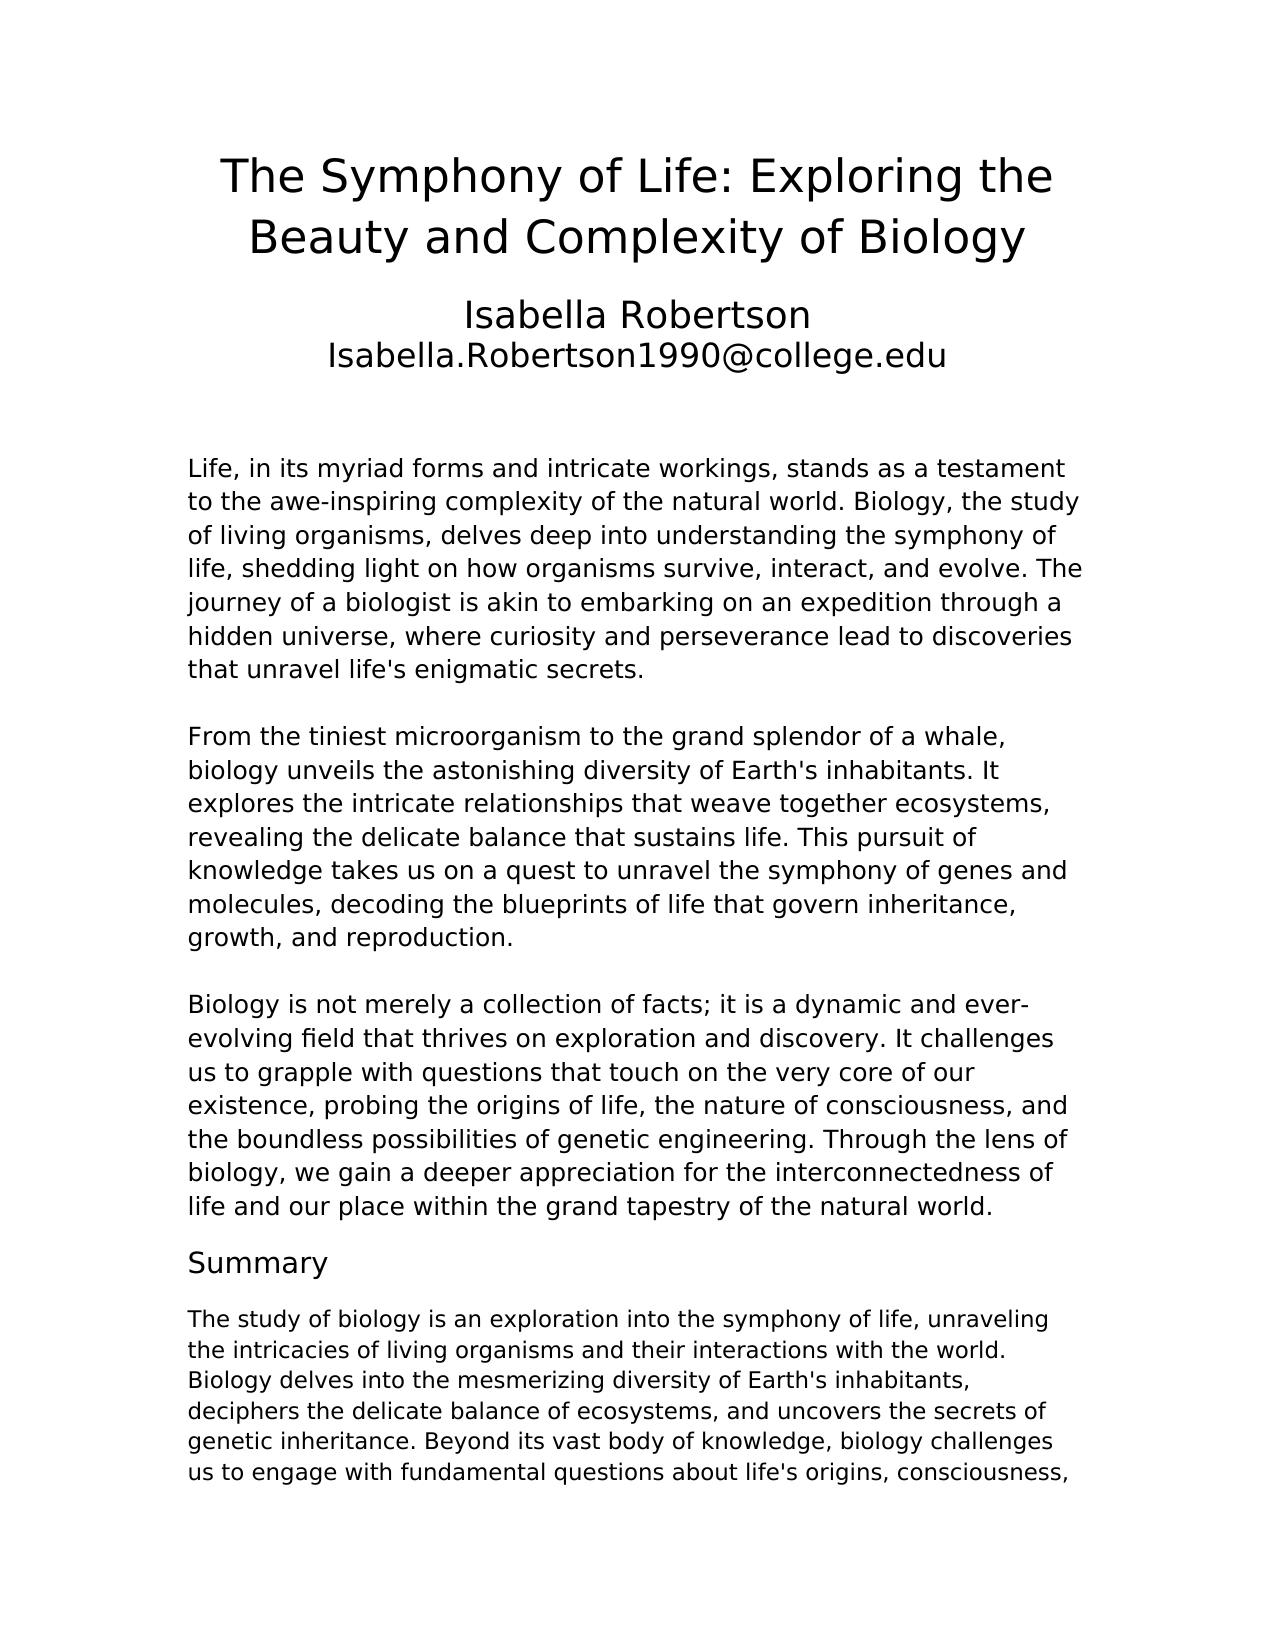 The Symphony of Life: Exploring the
Beauty and Complexity of Biology
Isabella Robertson
Isabella.Robertson1990@college.edu
Life, in its myriad forms and intricate workings, stands as a testament
to the awe-inspiring complexity of the natural world. Biology, the study
of living organisms, delves deep into understanding the symphony of
life, shedding light on how organisms survive, interact, and evolve. The
journey of a biologist is akin to embarking on an expedition through a
hidden universe, where curiosity and perseverance lead to discoveries
that unravel life's enigmatic secrets.
From the tiniest microorganism to the grand splendor of a whale,
biology unveils the astonishing diversity of Earth's inhabitants. It
explores the intricate relationships that weave together ecosystems,
revealing the delicate balance that sustains life. This pursuit of
knowledge takes us on a quest to unravel the symphony of genes and
molecules, decoding the blueprints of life that govern inheritance,
growth, and reproduction.
Biology is not merely a collection of facts; it is a dynamic and ever-
evolving field that thrives on exploration and discovery. It challenges
us to grapple with questions that touch on the very core of our
existence, probing the origins of life, the nature of consciousness, and
the boundless possibilities of genetic engineering. Through the lens of
biology, we gain a deeper appreciation for the interconnectedness of
life and our place within the grand tapestry of the natural world.
Summary
The study of biology is an exploration into the symphony of life, unraveling
the intricacies of living organisms and their interactions with the world.
Biology delves into the mesmerizing diversity of Earth's inhabitants,
deciphers the delicate balance of ecosystems, and uncovers the secrets of
genetic inheritance. Beyond its vast body of knowledge, biology challenges
us to engage with fundamental questions about life's origins, consciousness,